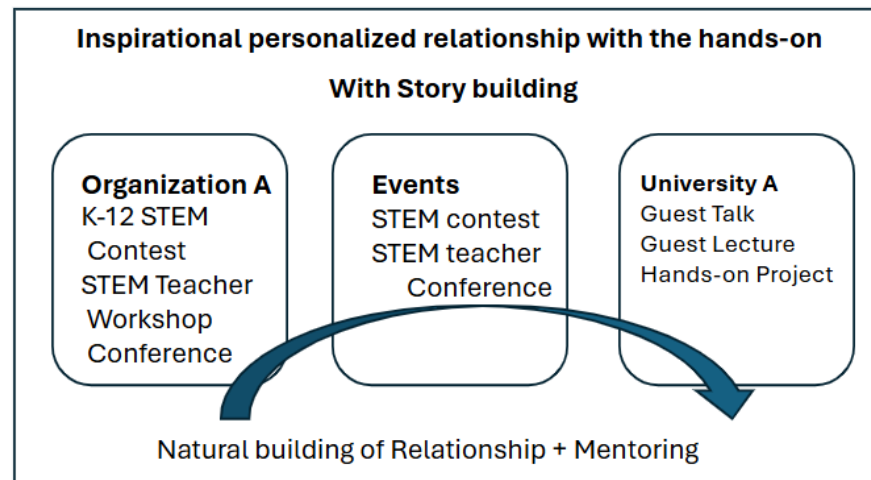 Inspirational personalized relationship with the hands-on
With Story building
Organization A
K-12 STEM
Contest
STEM Teacher
Workshop
Conference
Events
STEM contest
STEM teacher
Conference
University A
Guest Talk
Guest Lecture
Hands-on Project
Natural building of Relationship + Mentoring